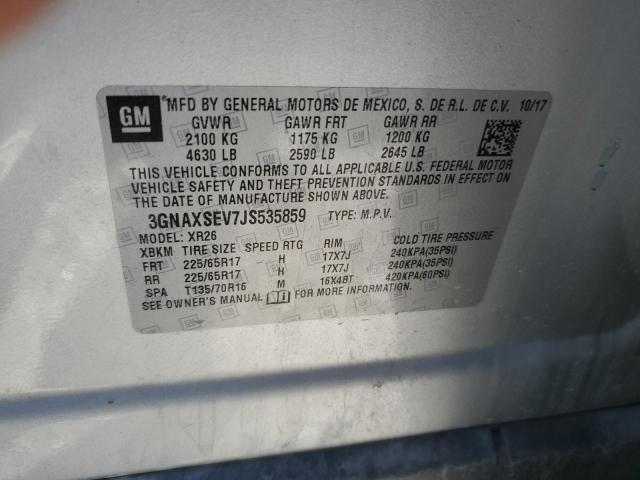 GM
MFD BY GENERAL MOTORS DE MEXICO, S. DE R.L. DE C.V. 10/17
GVWR GAWR FRT GAWR RR
2100 KG 1175 KG 1200 KG
4630 LB 2590 LB 2645 LB
THIS VEHICLE CONFORMS TO ALL APPLICABLE U.S. FEDERAL MOTOR
VEHICLE SAFETY AND THEFT PREVENTION STANDARDS IN EFFECT ON
THE DATE OF MANUFACTURE SHOWN ABOVE.
3GNAXSEV7JS535859 TYPE: M.P.V.
MODEL: XR26
XBKM TIRE SIZE SPEED RTG RIM COLD TIRE PRESSURE
FRT 225/65R17 H 17X7J 240KPA(35PSI)
RR 225/65R17 H 17X7J 240KPA(35PSI)
SPA T135/70R16 M 16X4BT 420KPA(60PSI)
SEE OWNER'S MANUAL FOR MORE INFORMATION